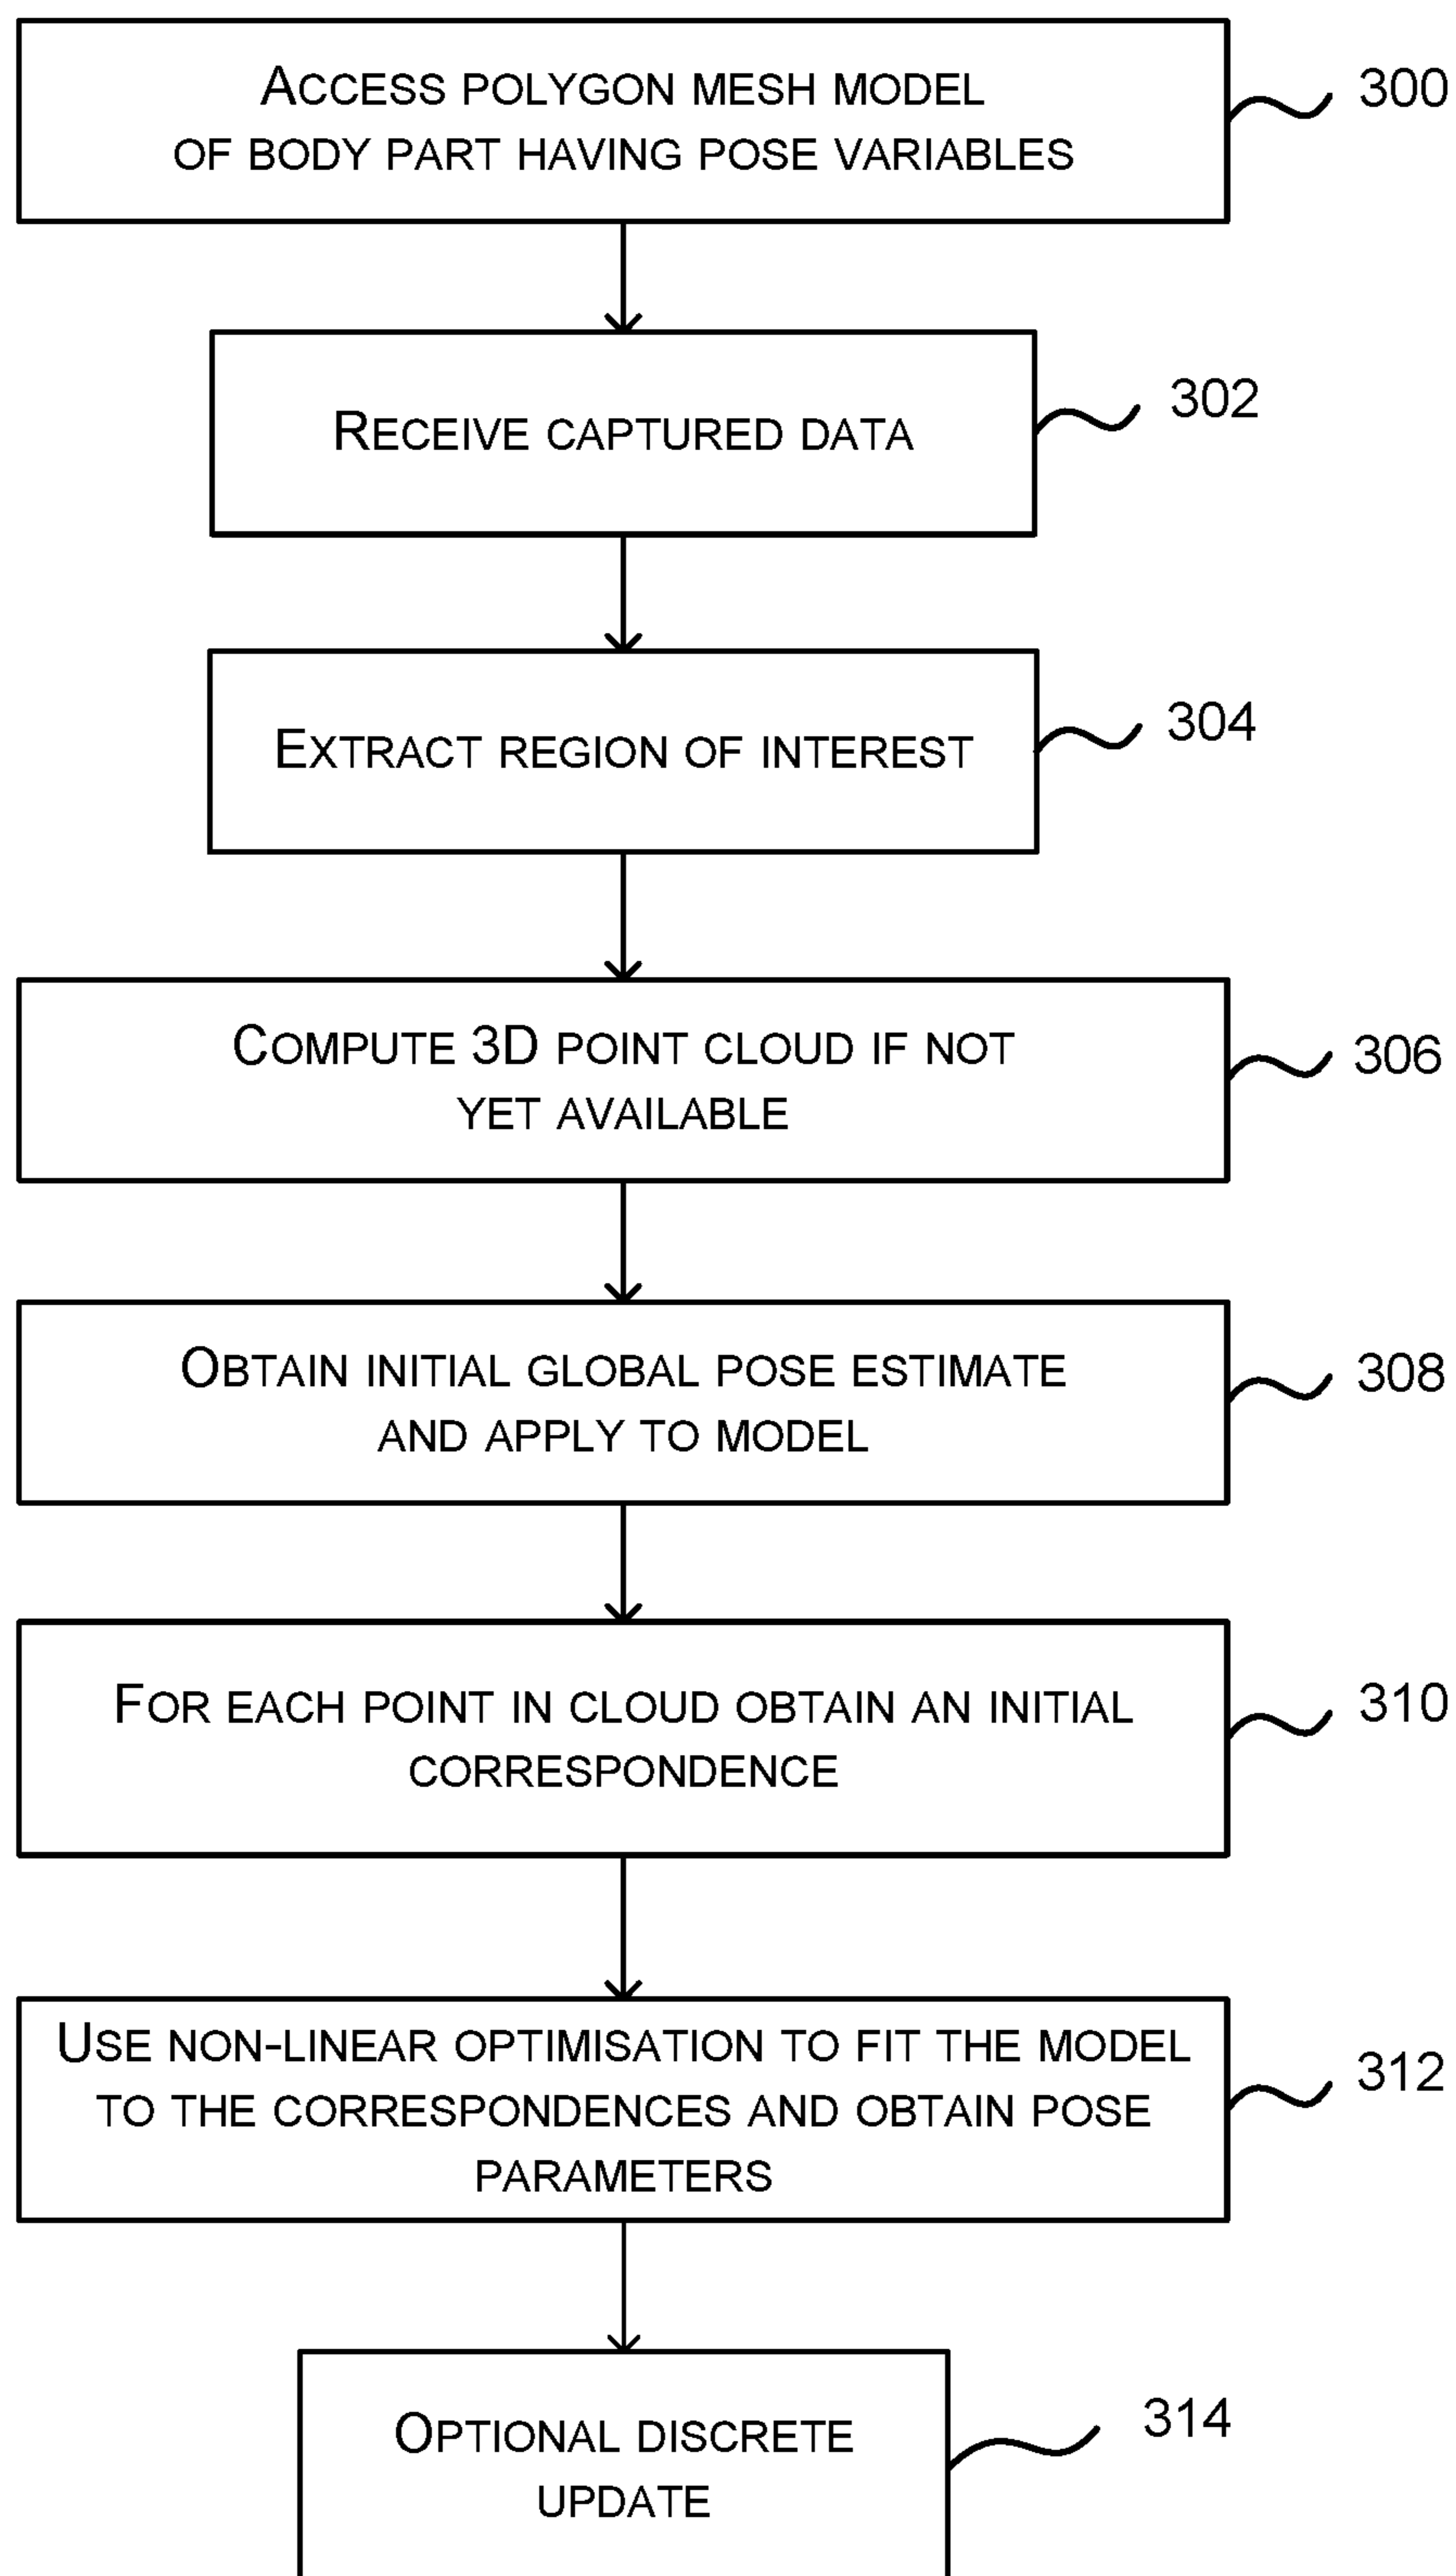 ACCESS POLYGON MESH MODEL
OF BODY PART HAVING POSE VARIABLES
300
RECEIVE CAPTURED DATA
302
EXTRACT REGION OF INTEREST
304
COMPUTE 3D POINT CLOUD IF NOT
YET AVAILABLE
306
OBTAIN INITIAL GLOBAL POSE ESTIMATE
AND APPLY TO MODEL
308
FOR EACH POINT IN CLOUD OBTAIN AN INITIAL
CORRESPONDENCE
310
USE NON-LINEAR OPTIMISATION TO FIT THE MODEL
TO THE CORRESPONDENCES AND OBTAIN POSE
PARAMETERS
312
OPTIONAL DISCRETE
UPDATE
314